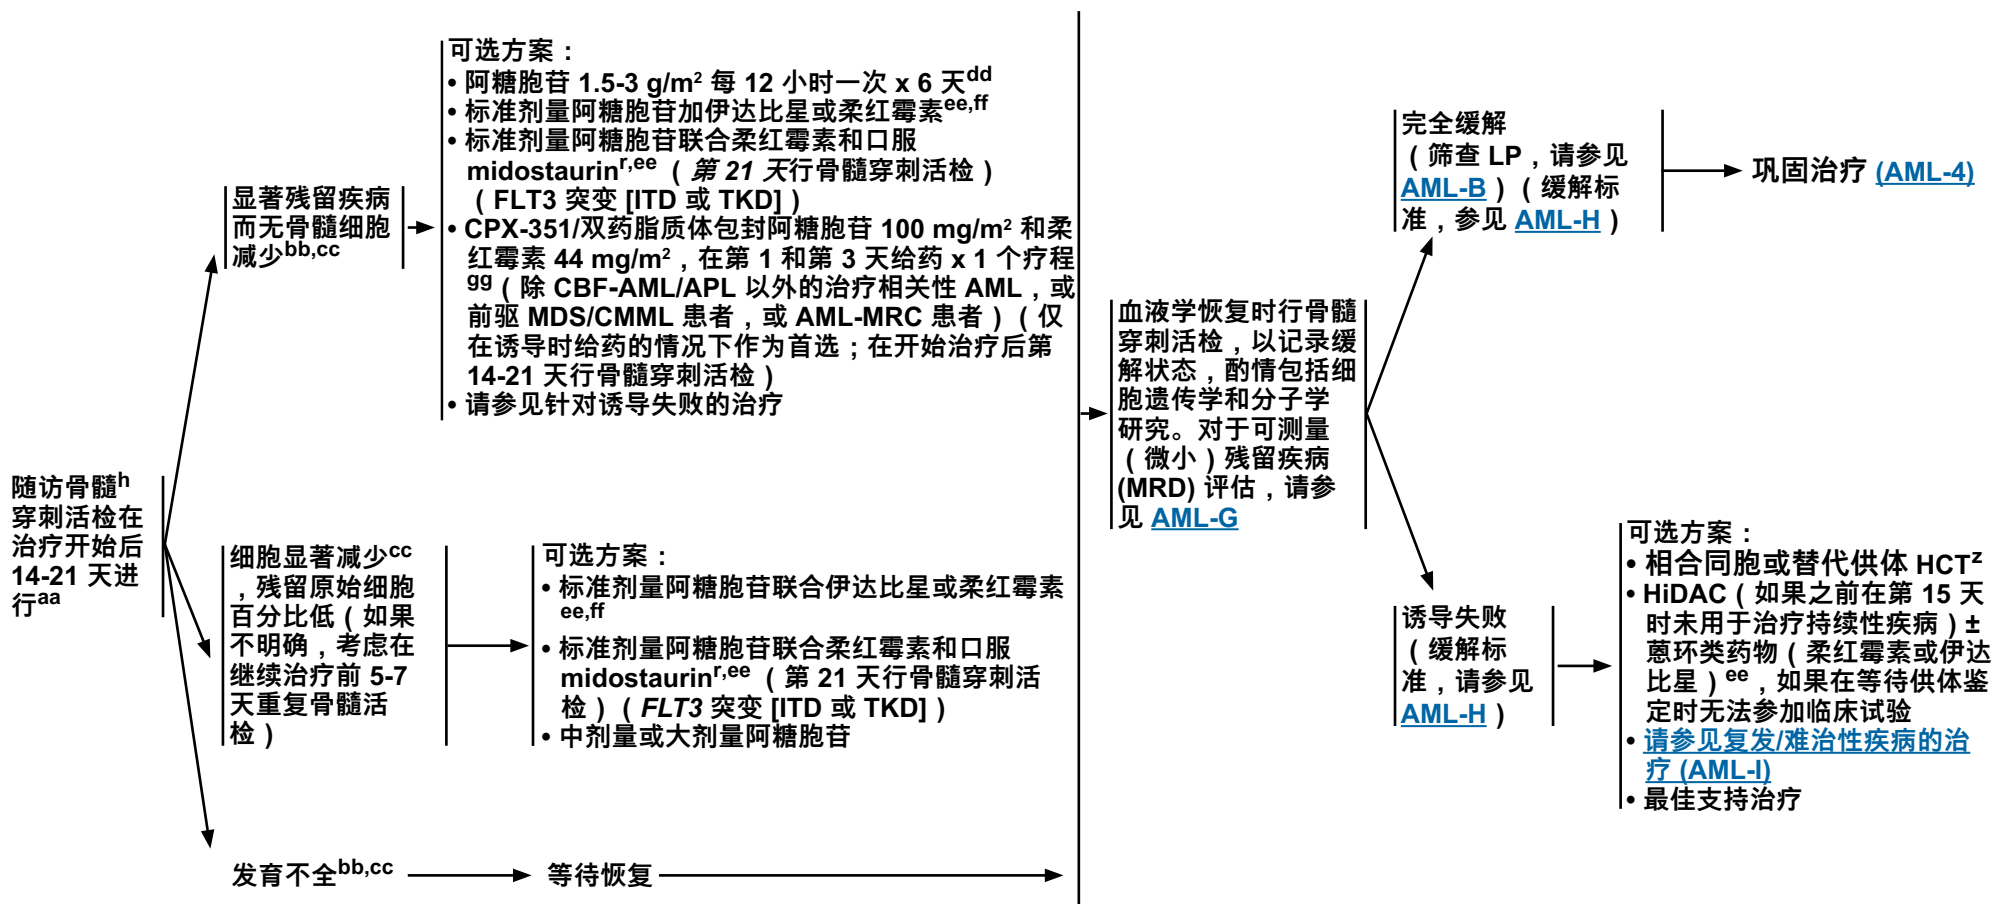 随访骨髓h
穿刺活检在
治疗开始后
14-21 天进
行aa
显著残留疾病
而无骨髓细胞
减少bb,cc
可选方案：
• 阿糖胞苷 1.5-3 g/m² 每 12 小时一次 x 6 天dd
• 标准剂量阿糖胞苷加伊达比星或柔红霉素ee,ff
• 标准剂量阿糖胞苷联合柔红霉素和口服
midostaurinr,ee（第 21 天行骨髓穿刺活检）
（FLT3 突变 [ITD 或 TKD]）
• CPX-351/双药脂质体包封阿糖胞苷 100 mg/m² 和柔
红霉素 44 mg/m²，在第 1 和第 3 天给药 x 1 个疗程
gg（除 CBF-AML/APL 以外的治疗相关性 AML，或
前驱 MDS/CMML 患者，或 AML-MRC 患者）（仅
在诱导时给药的情况下作为首选；在开始治疗后第
14-21 天行骨髓穿刺活检）
• 请参见针对诱导失败的治疗
细胞显著减少cc
，残留原始细胞
百分比低（如果
不明确，考虑在
继续治疗前 5-7
天重复骨髓活
检）
可选方案：
• 标准剂量阿糖胞苷联合伊达比星或柔红霉素
ee,ff
• 标准剂量阿糖胞苷联合柔红霉素和口服
midostaurinr,ee（第 21 天行骨髓穿刺活
检）（FLT3 突变 [ITD 或 TKD]）
• 中剂量或大剂量阿糖胞苷
发育不全bb,cc
等待恢复
血液学恢复时行骨髓
穿刺活检，以记录缓
解状态，酌情包括细
胞遗传学和分子学
研究。对于可测量
（微小）残留疾病
(MRD) 评估，请参
见 AML-G
完全缓解
（筛查 LP，请参见
AML-B）（缓解标
准，参见 AML-H）
巩固治疗 (AML-4)
诱导失败
（缓解标
准，请参见
AML-H）
可选方案：
• 相合同胞或替代供体 HCTz
• HiDAC（如果之前在第 15 天
时未用于治疗持续性疾病）±
蒽环类药物（柔红霉素或伊达
比星）ee，如果在等待供体鉴
定时无法参加临床试验
• 请参见复发/难治性疾病的治
疗 (AML-I)
• 最佳支持治疗